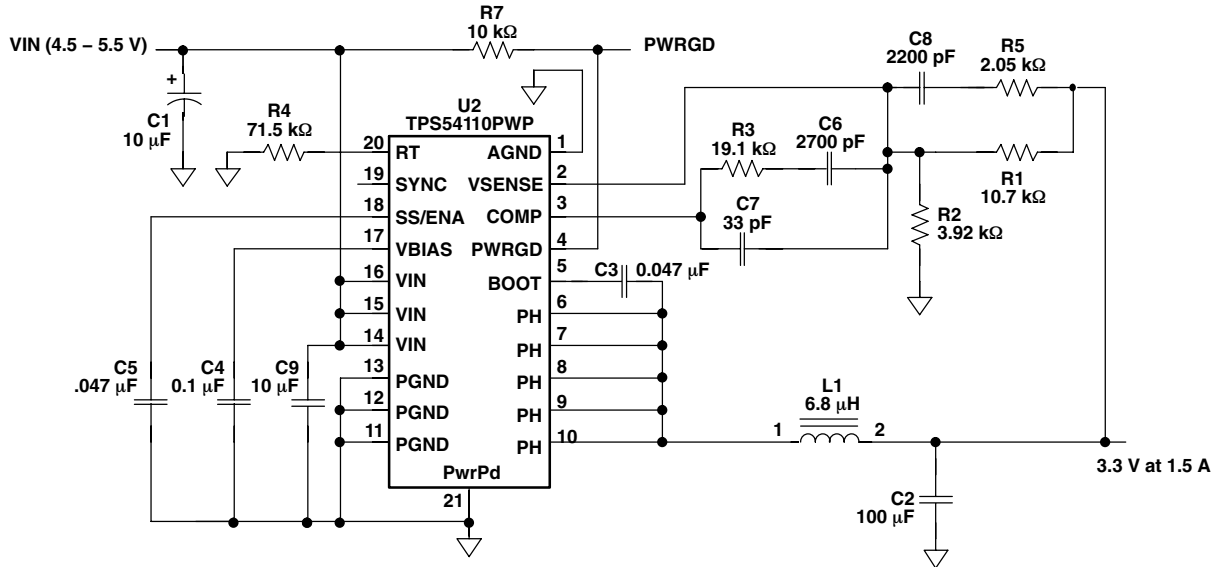 VIN (4.5 – 5.5 V)
R7
10 kΩ
PWRGD
C8
2200 pF
R5
2.05 kΩ
+
C1
10 μF
R4
71.5 kΩ
U2
TPS54110PWP
R3
19.1 kΩ
C6
2700 pF
R1
10.7 kΩ
C7
33 pF
R2
3.92 kΩ
20 RT
AGND 1
19 SYNC
VSENSE 2
18 SS/ENA
COMP 3
17 VBIAS
PWRGD 4
16 VIN
BOOT 5
C3 0.047 μF
15 VIN
PH 6
14 VIN
PH 7
13 PGND
PH 8
12 PGND
PH 9
11 PGND
PH 10
PwrPd
21
C5
.047 μF
C4
0.1 μF
C9
10 μF
L1
6.8 μH
1
2
3.3 V at 1.5 A
C2
100 μF